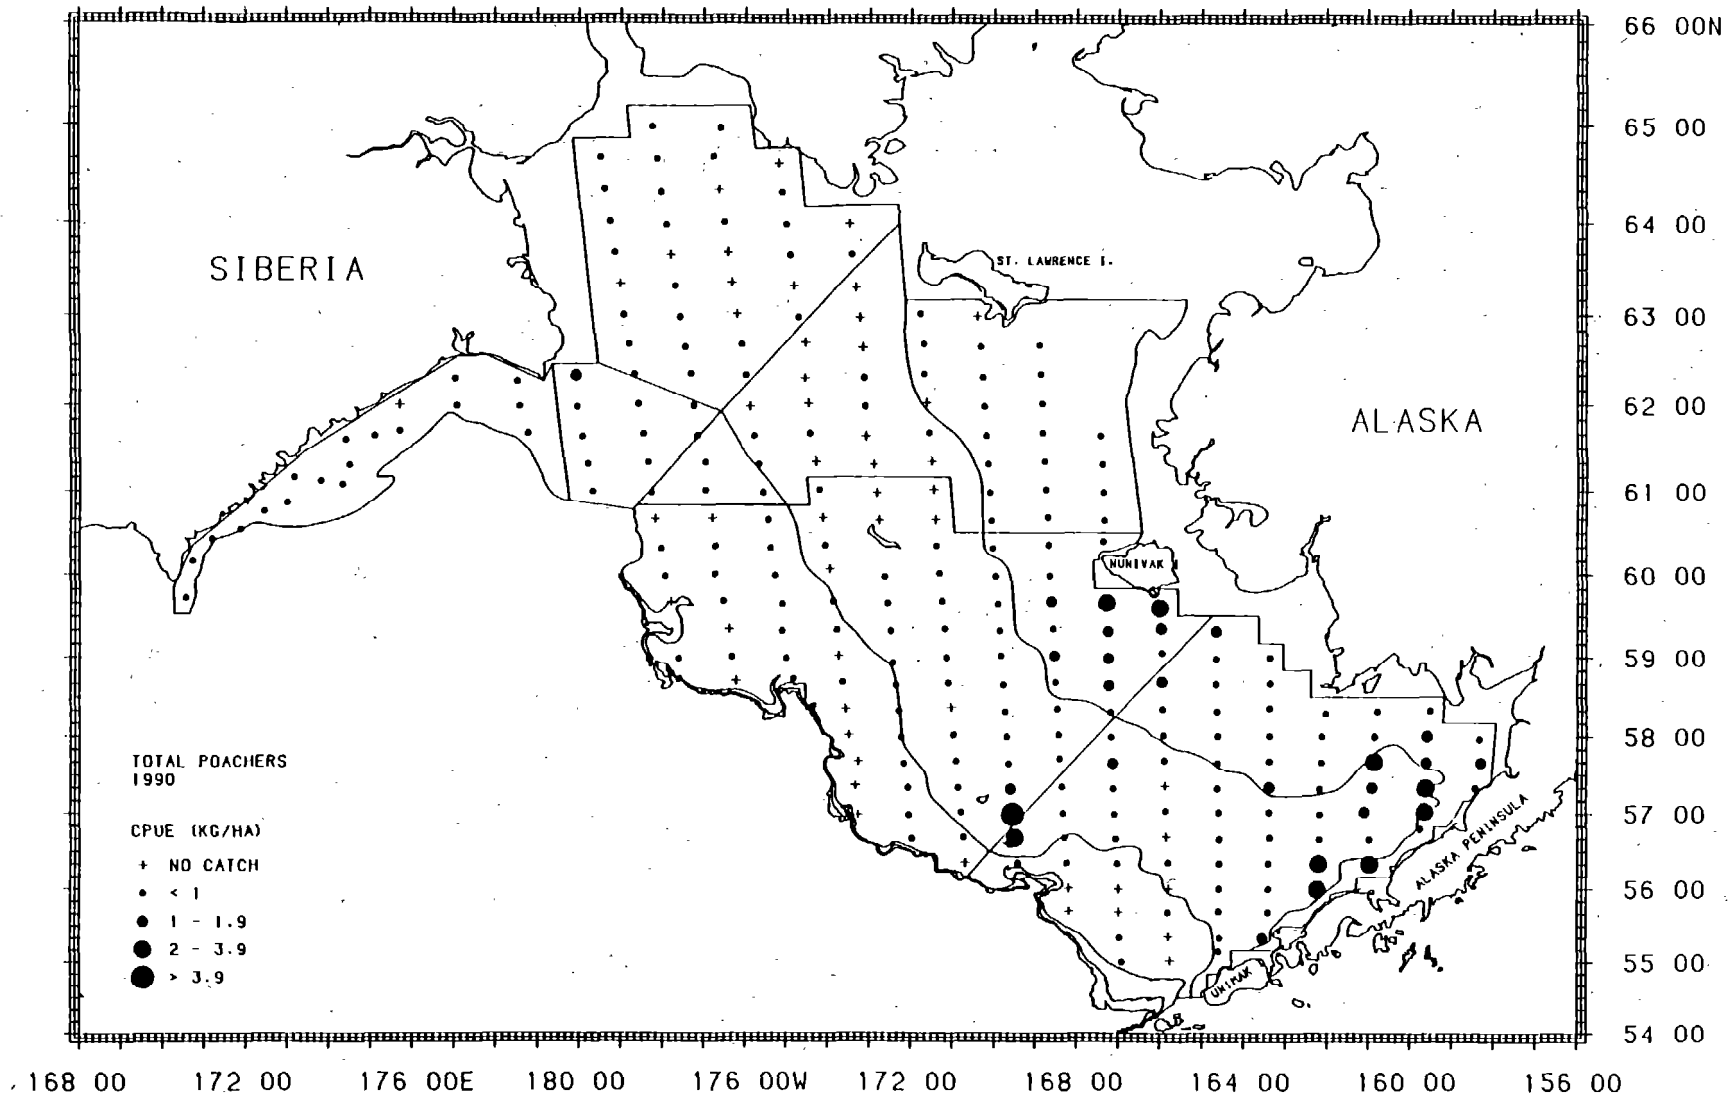 66 00N
65 00
64 00
SIBERIA
ST. LAWRENCE I.
63 00
62 00
ALASKA
61 00
NUNIVAK
60 00
59 00
58 00
TOTAL POACHERS
1990
57 00
CPUE (KG/HA)
+ NO CATCH
< 1
1 - 1.9
2 - 3.9
> 3.9
ALASKA PENINSULA
56 00
55 00
UNIMAK
54 00
168 00 172 00 176 00E 180 00 176 00W 172 00 168 00 164 00 160 00 156 00